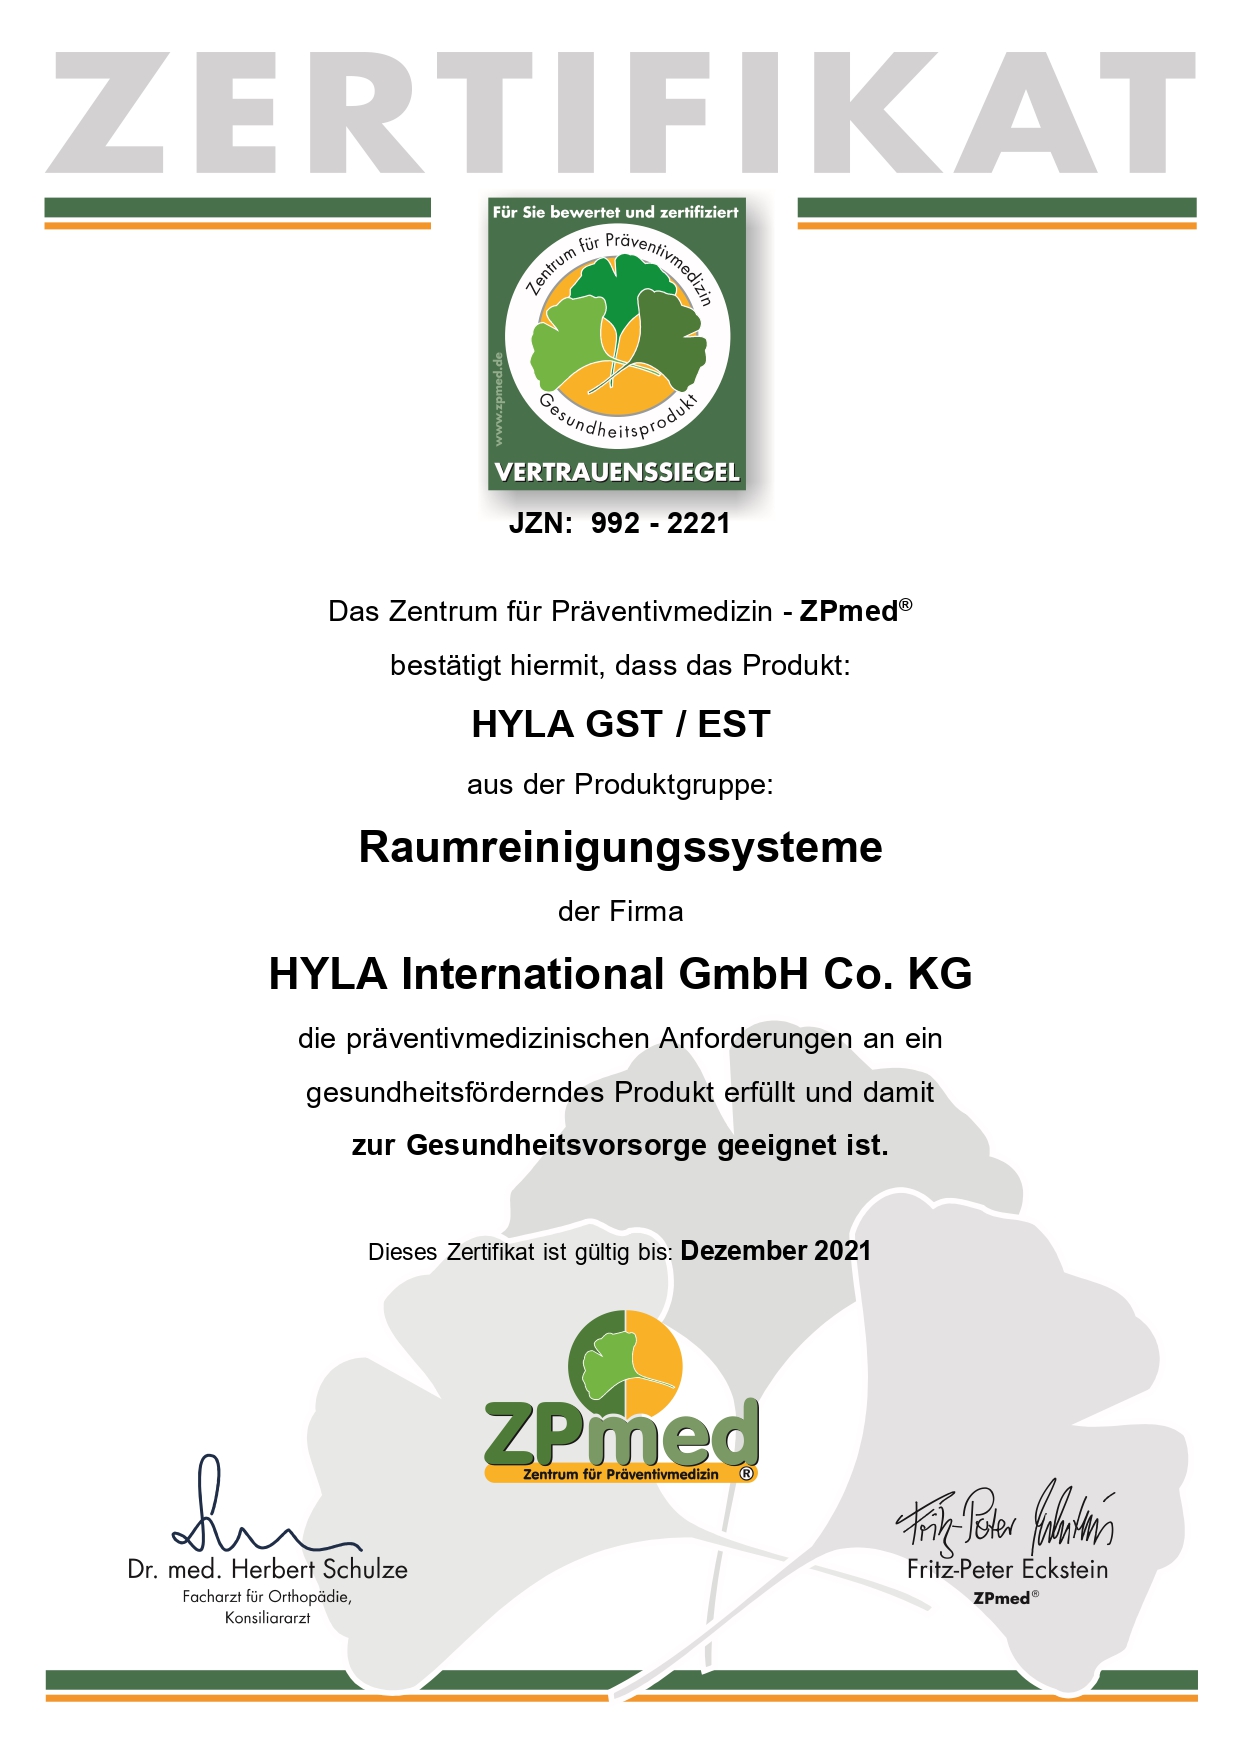 ZERTIFIKAT
Für Sie bewertet und zertifiziert
Zentrum für Präventivmedizin
Gesundheitsprodukt
www.zpmed.de
VERTRAUENSSIEGEL
JZN: 992 - 2221
Das Zentrum für Präventivmedizin - ZPmed®
bestätigt hiermit, dass das Produkt:
HYLA GST / EST
aus der Produktgruppe:
Raumreinigungssysteme
der Firma
HYLA International GmbH Co. KG
die präventivmedizinischen Anforderungen an ein
gesundheitsförderndes Produkt erfüllt und damit
zur Gesundheitsvorsorge geeignet ist.
Dieses Zertifikat ist gültig bis: Dezember 2021
ZPmed
Zentrum für Präventivmedizin ®
Fritz-Peter Eckstein
Dr. med. Herbert Schulze
Facharzt für Orthopädie,
Konsiliararzt
Fritz-Peter Eckstein
ZPmed®